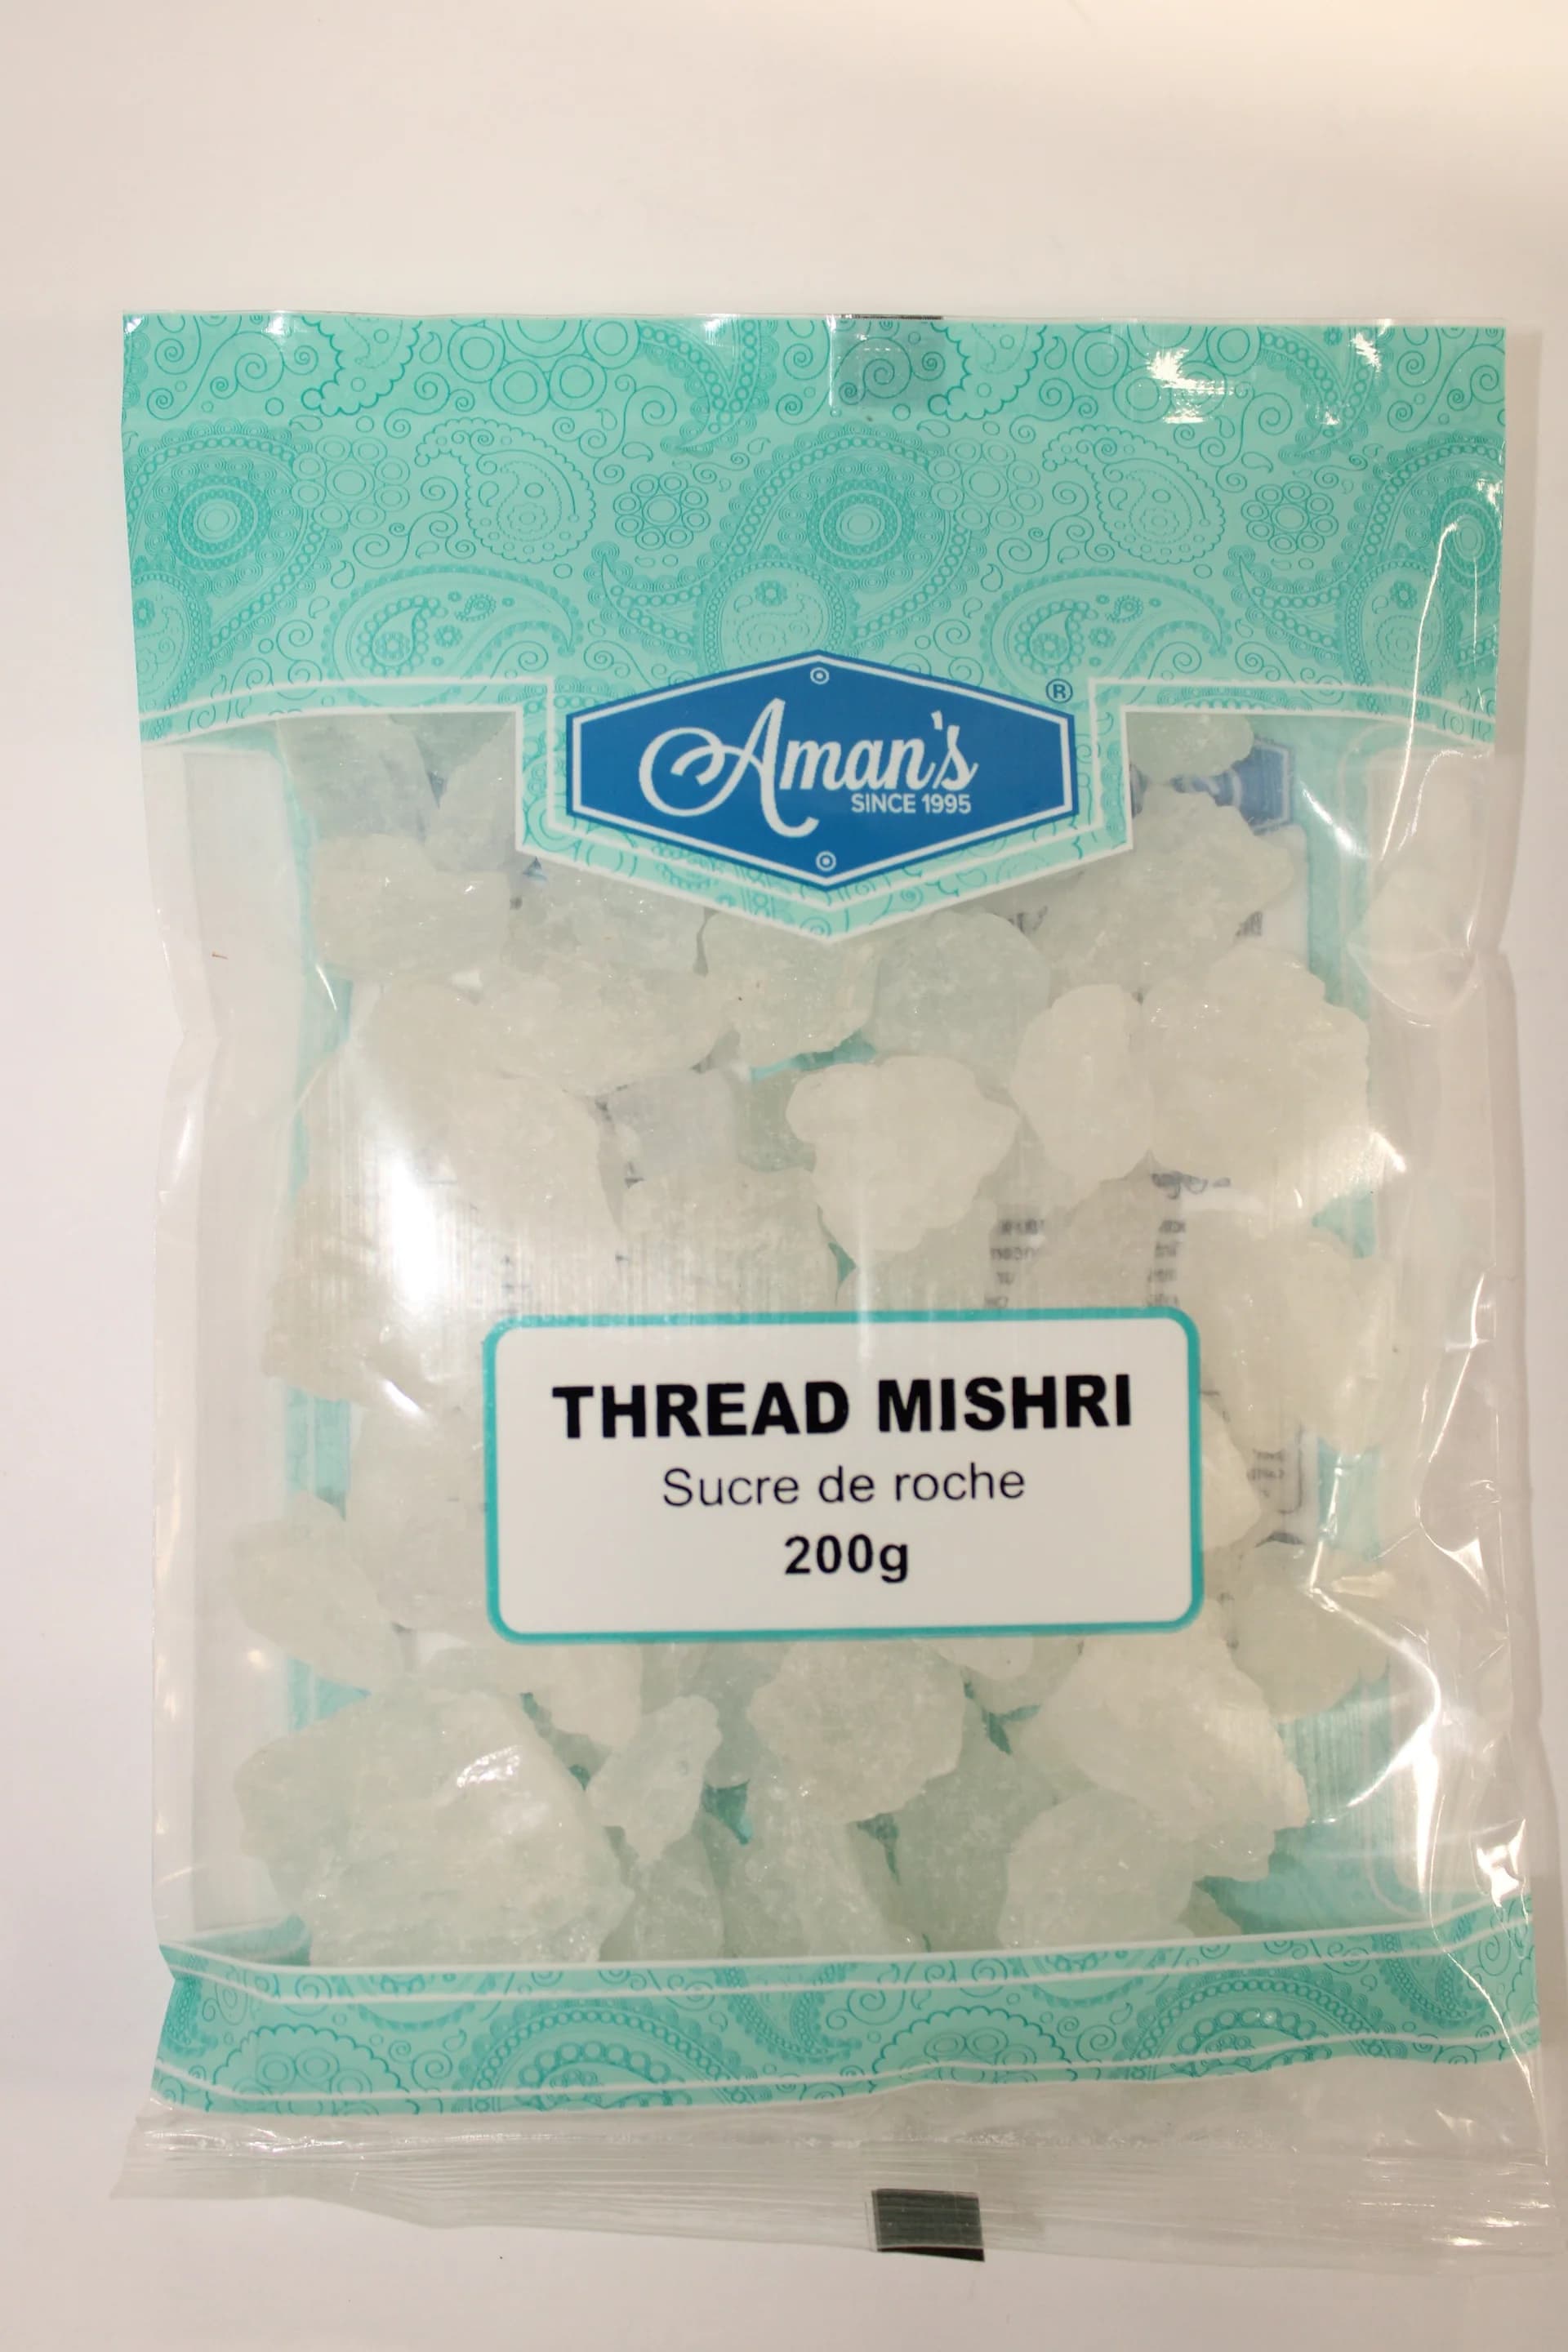 Aman's
SINCE 1995
®
THREAD MISHRI
Sucre de roche
200g